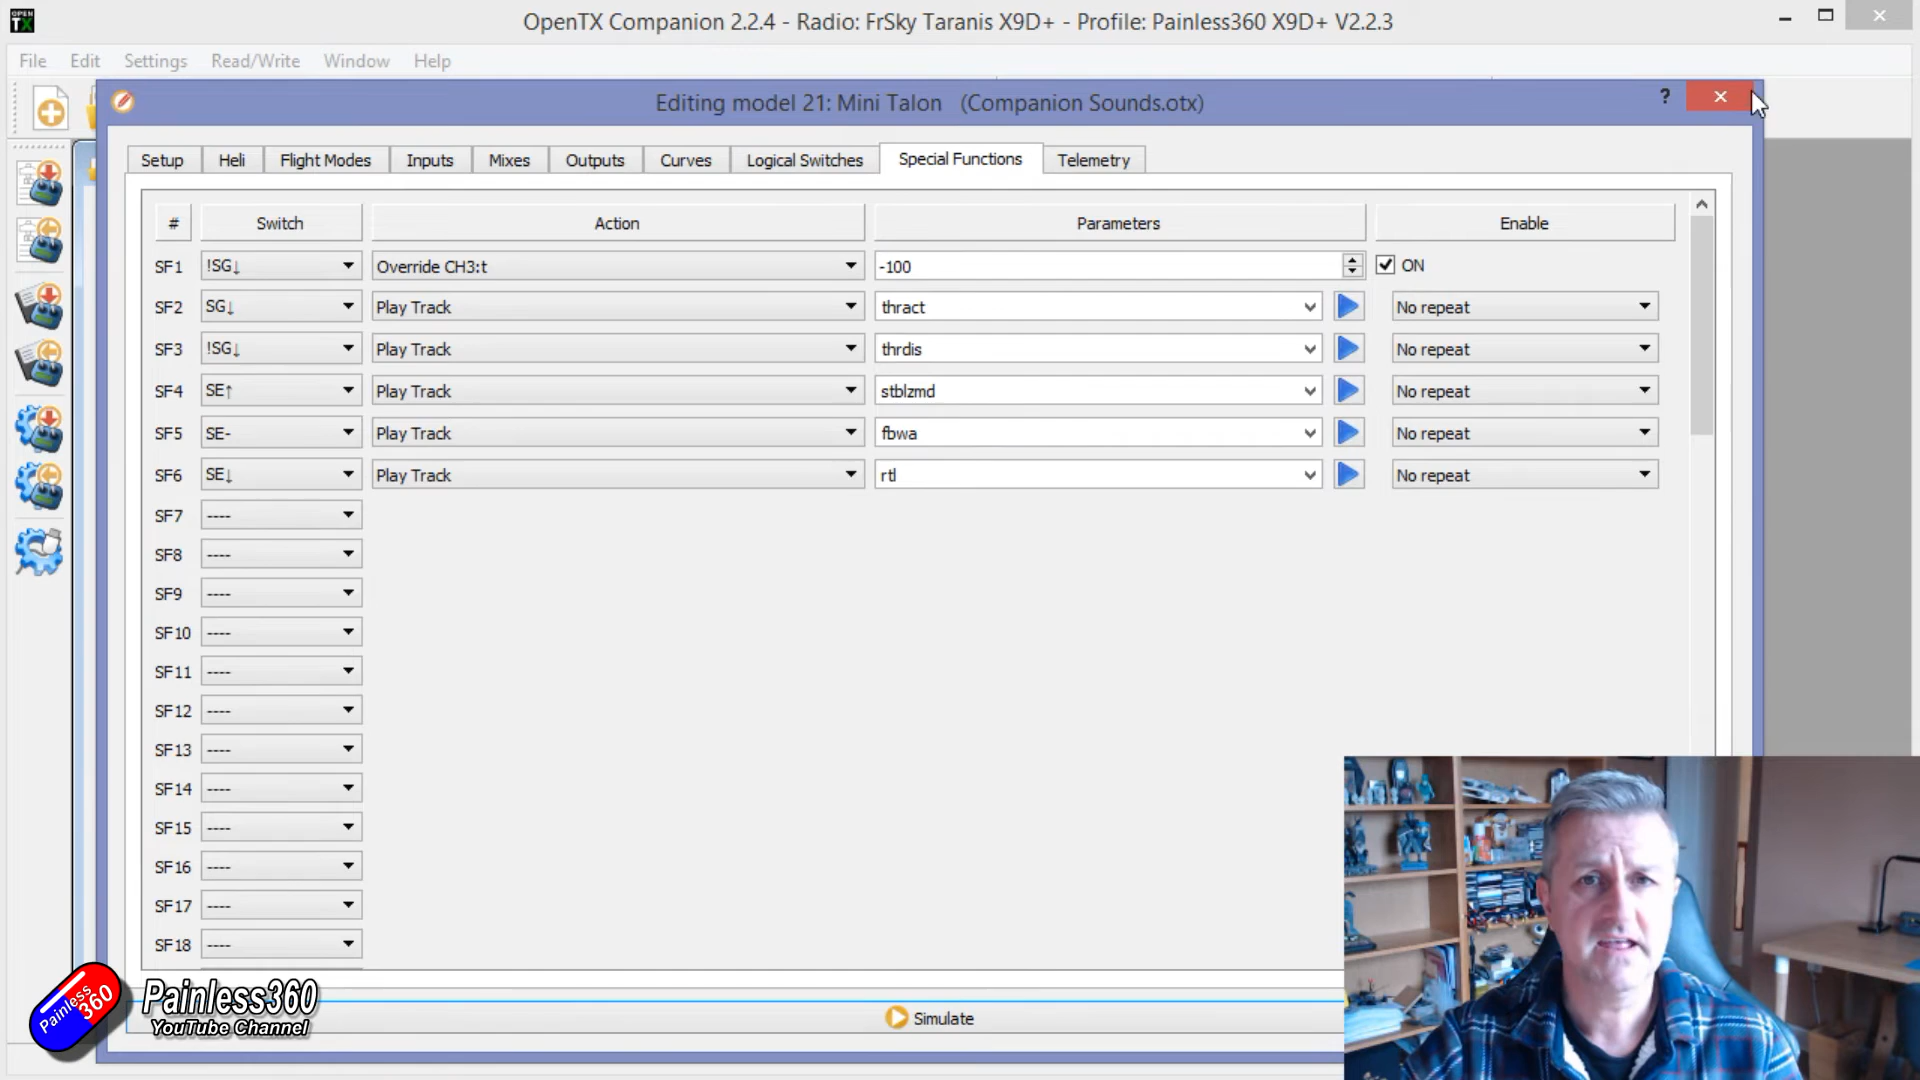 OPEN TX
OpenTX Companion 2.2.4 - Radio: FrSky Taranis X9D+ - Profile: Painless360 X9D+ V2.2.3
File Edit Settings Read/Write Window Help
Editing model 21: Mini Talon (Companion Sounds.otx)
?
Setup Heli Flight Modes Inputs Mixes Outputs Curves Logical Switches Special Functions Telemetry
# Switch Action Parameters Enable
SF1 !SG↓ Override CH3:t -100 ON
SF2 SG↓ Play Track thract No repeat
SF3 !SG↓ Play Track thrdis No repeat
SF4 SE↑ Play Track stblzmd No repeat
SF5 SE- Play Track fbwa No repeat
SF6 SE↓ Play Track rtl No repeat
SF7 ----
SF8 ----
SF9 ----
SF10 ----
SF11 ----
SF12 ----
SF13 ----
SF14 ----
SF15 ----
SF16 ----
SF17 ----
SF18 ----
Painless 360
Painless360
YouTube Channel
Simulate